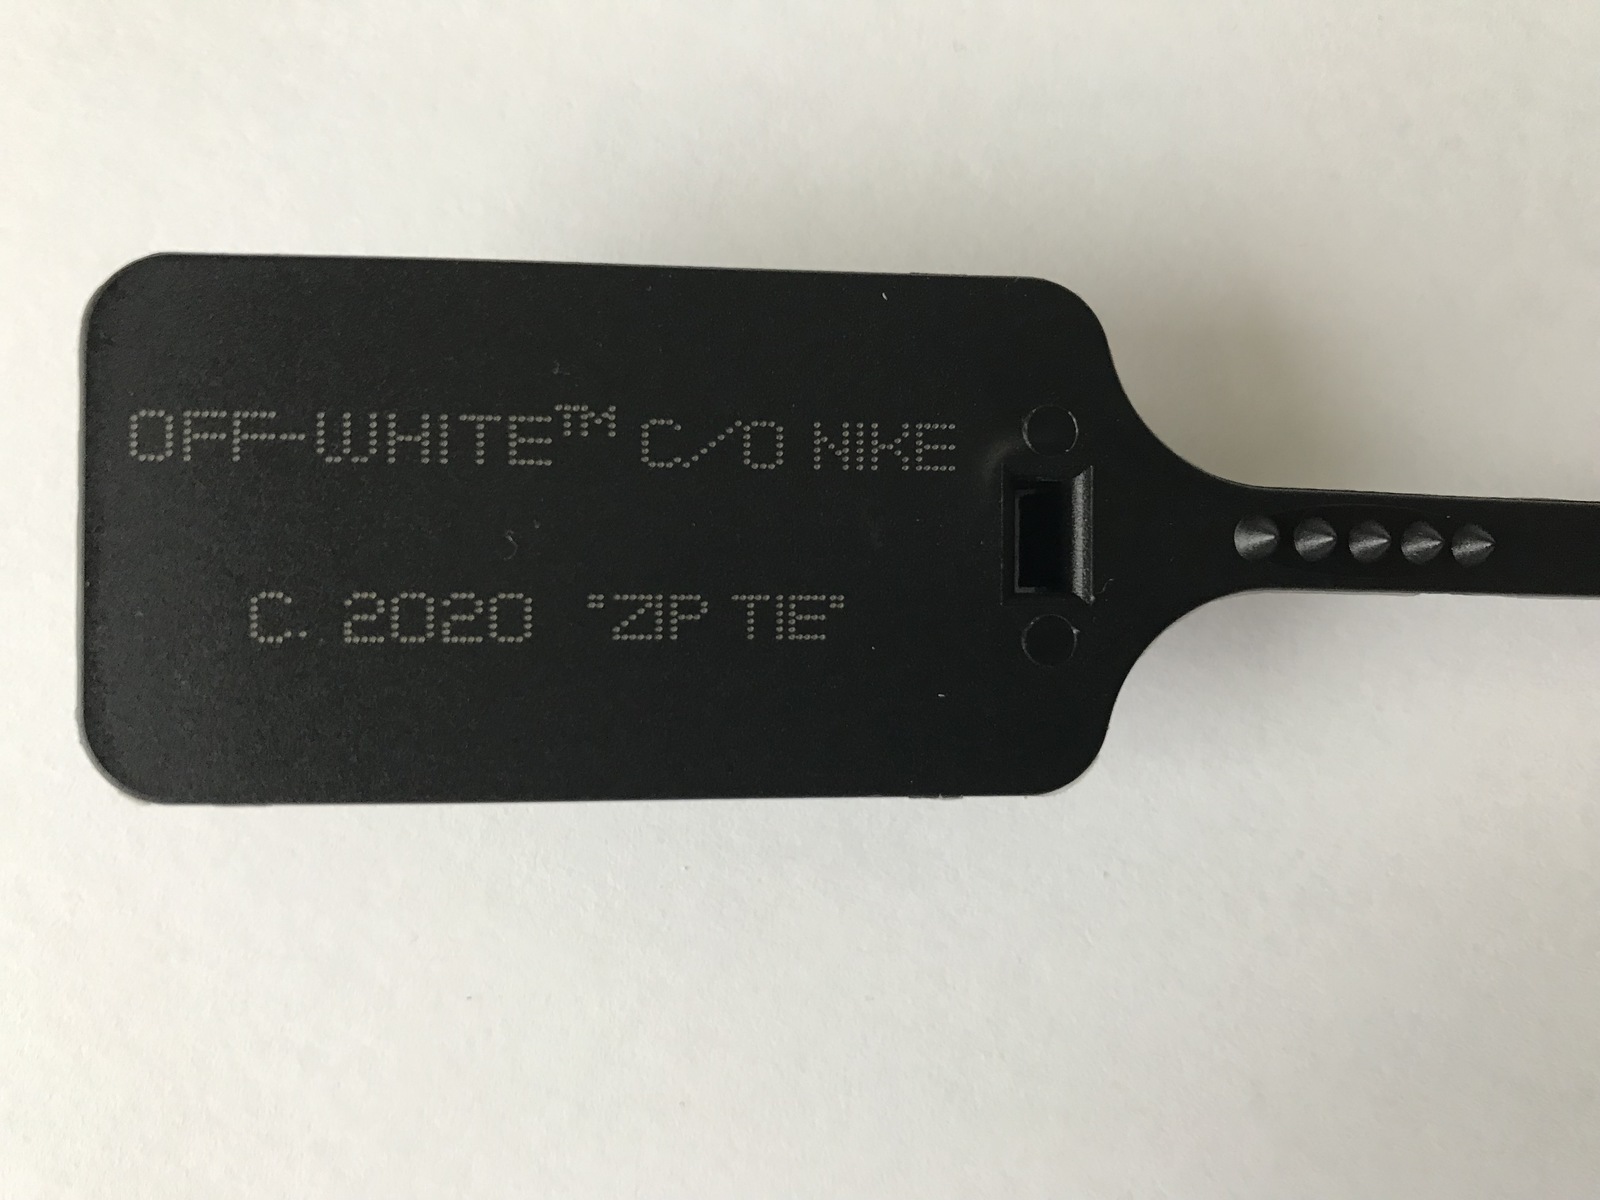 OFF-WHITE™ C/O NIKE
C. 2020 "ZIP TIE"